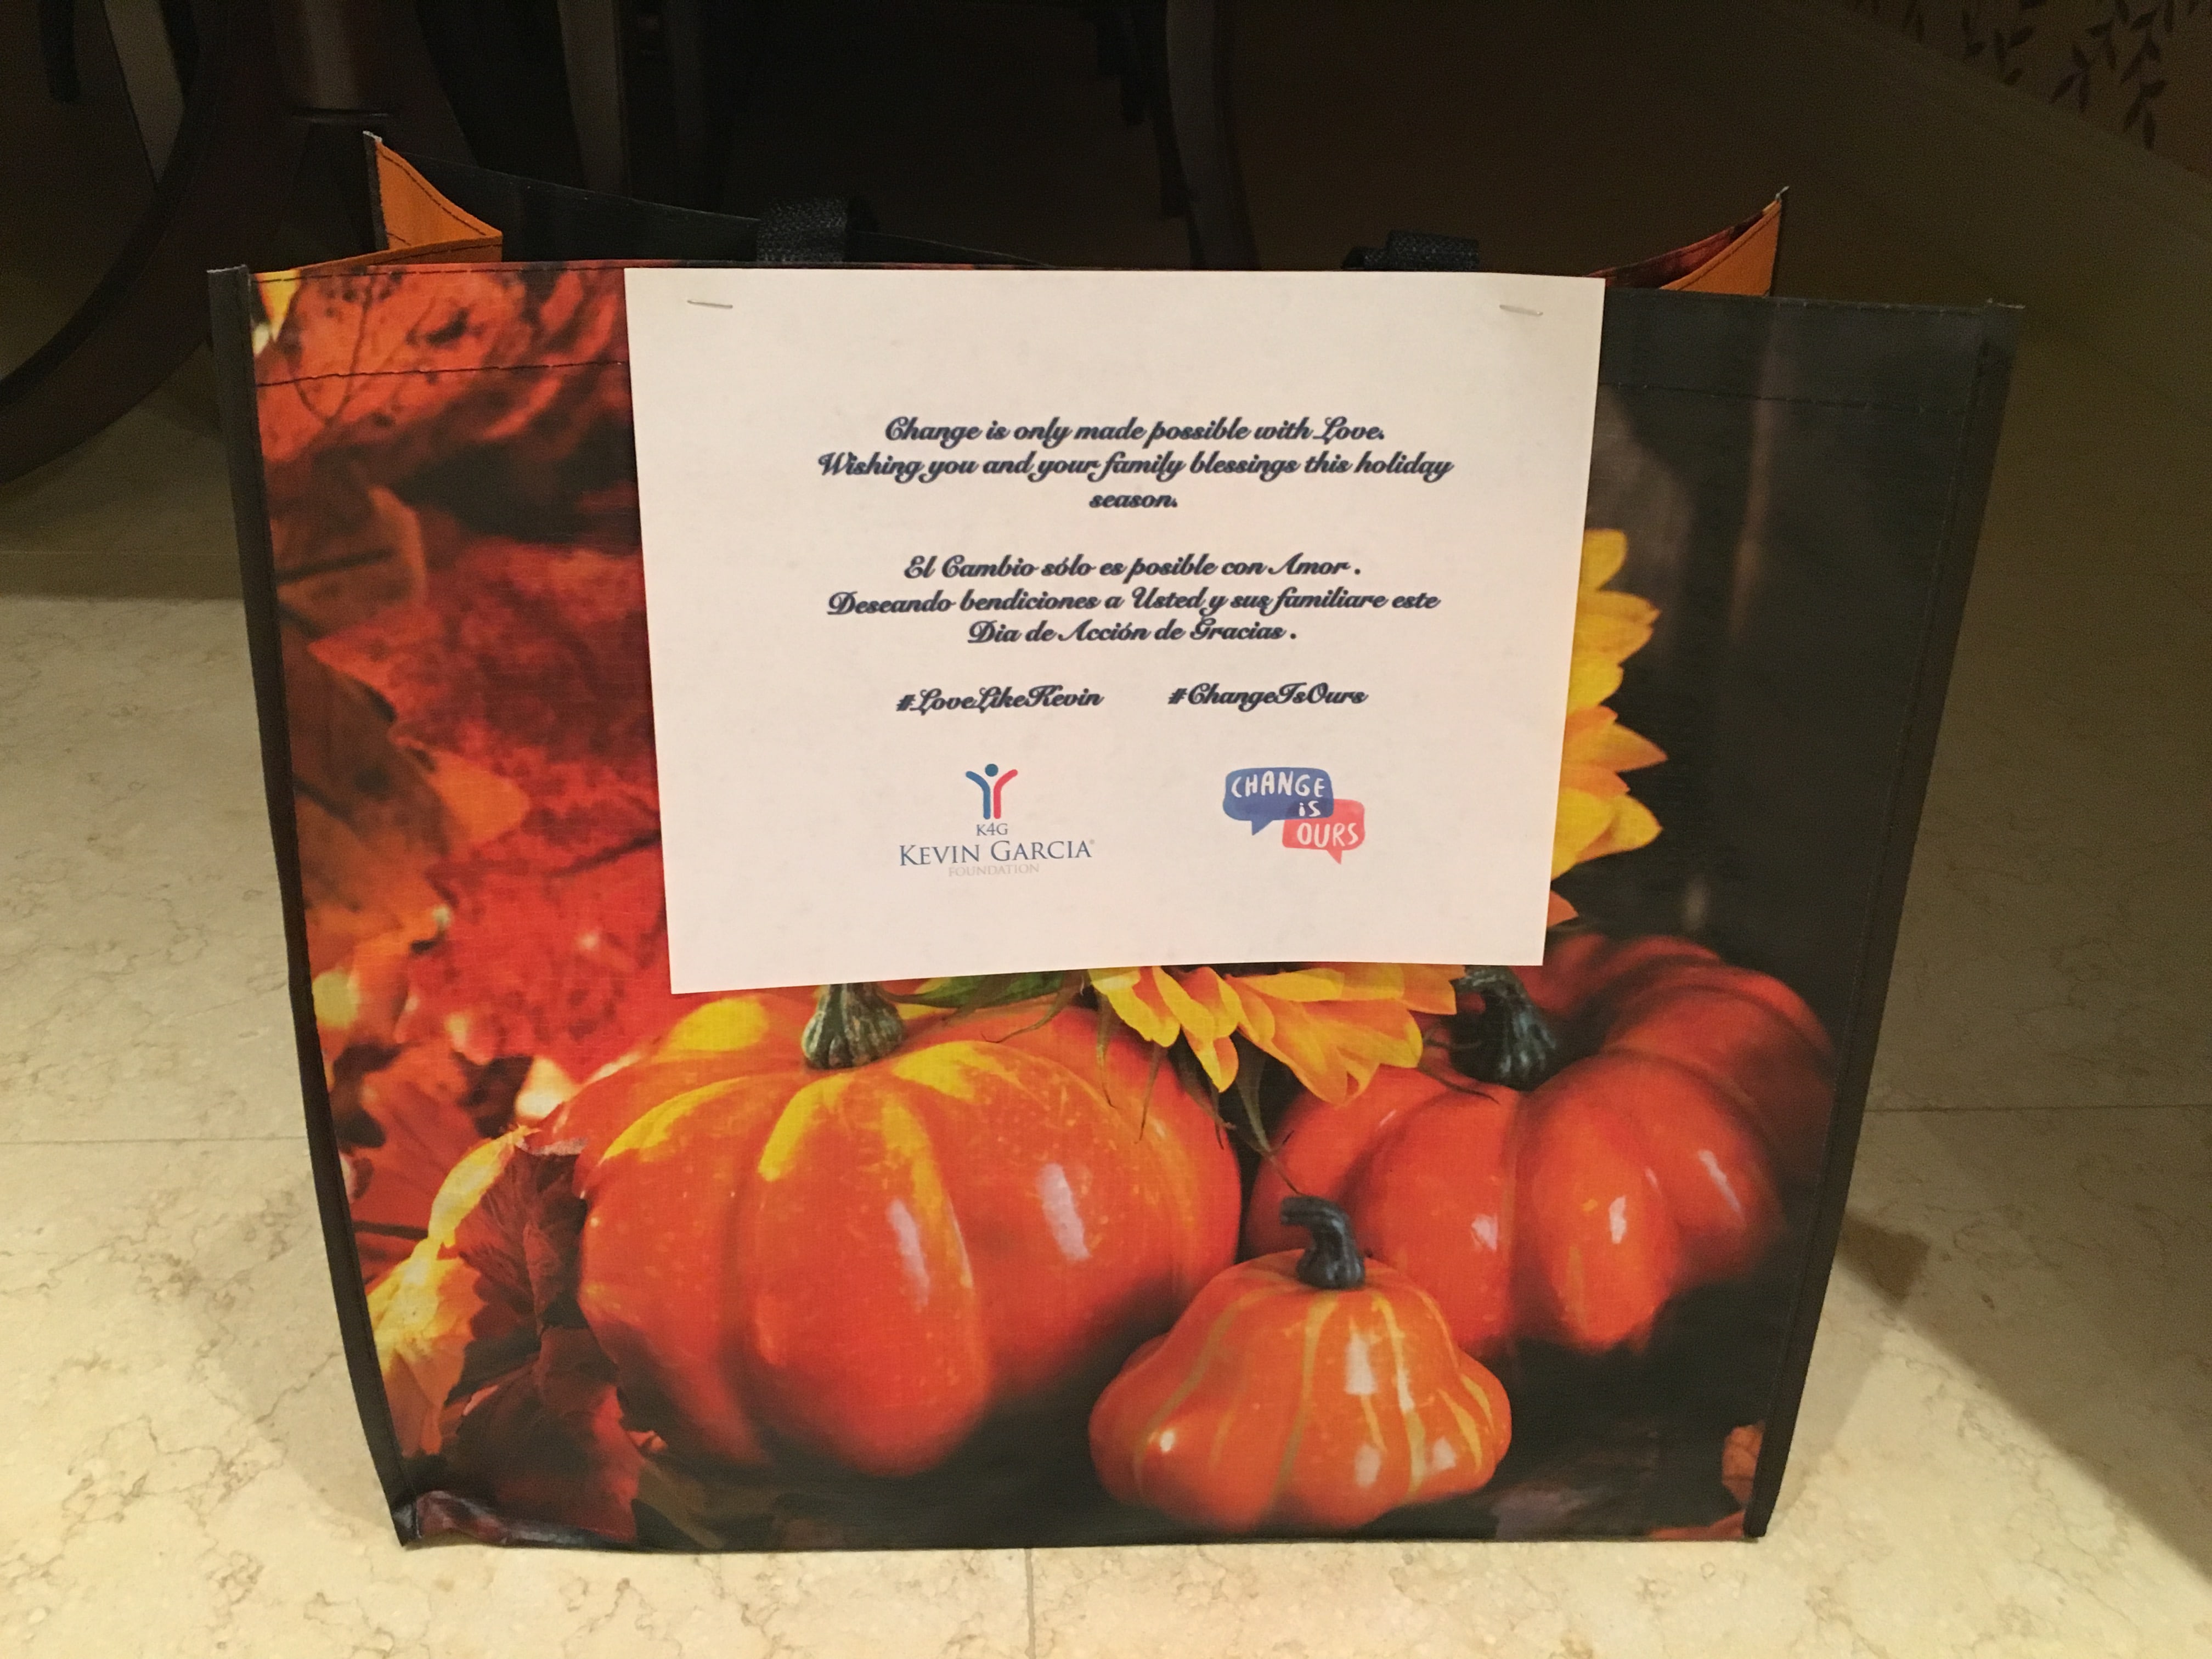 Change is only made possible with Love.
Wishing you and your family blessings this holiday
season.
El Cambio sólo es posible con Amor .
Deseando bendiciones a Usted y sus familiare este
Dia de Acción de Gracias .
#LoveLikeKevin #ChangeIsOurs
K4G
KEVIN GARCIA®
FOUNDATION
CHANGE
iS
OURS